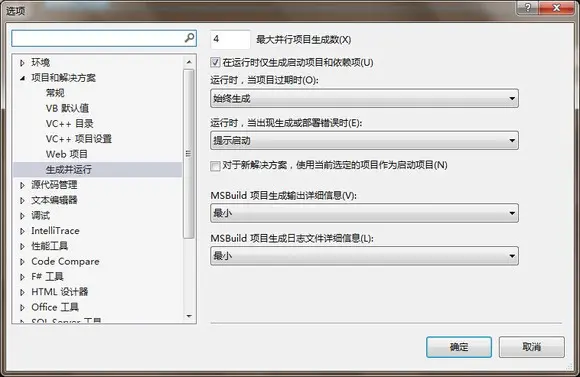 选项
环境
项目和解决方案
常规
VB 默认值
VC++ 目录
VC++ 项目设置
Web 项目
生成并运行
源代码管理
文本编辑器
调试
IntelliTrace
性能工具
Code Compare
F# 工具
HTML 设计器
Office 工具
SQL Server 工具
4 最大并行项目生成数(X)
在运行时仅生成启动项目和依赖项(U)
运行时，当项目过期时(O):
始终生成
运行时，当出现生成或部署错误时(E):
提示启动
对于新解决方案，使用当前选定的项目作为启动项目(N)
MSBuild 项目生成输出详细信息(V):
最小
MSBuild 项目生成日志文件详细信息(L):
最小
确定
取消